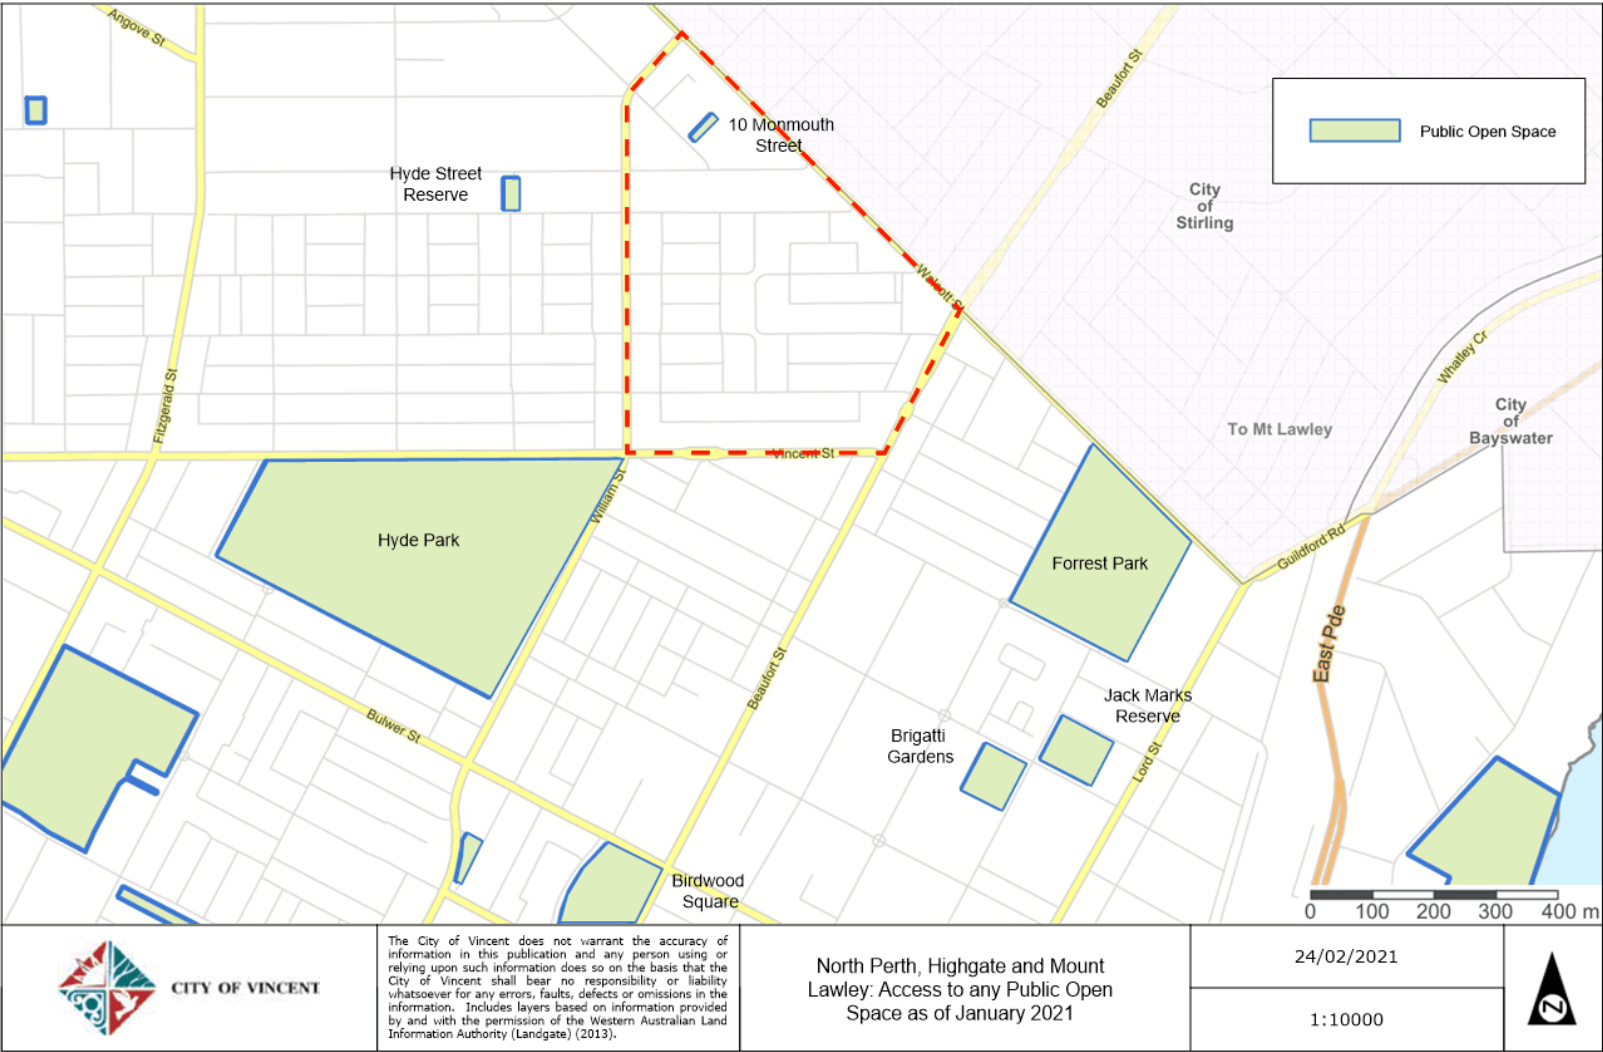 Angove St
Beaufort St
10 Monmouth
Street
Public Open Space
Hyde Street
Reserve
City
of
Stirling
Walcott St
Whatley Cr
Fitzgerald St
City
of
Bayswater
To Mt Lawley
Vincent St
William St
Hyde Park
Forrest Park
Guildford Rd
East Pde
Beaufort St
Jack Marks
Reserve
Bulwer St
Brigatti
Gardens
Lord St
Birdwood
Square
0 100 200 300 400 m
CITY OF VINCENT
The City of Vincent does not warrant the accuracy of
information in this publication and any person using or
relying upon such information does so on the basis that the
City of Vincent shall bear no responsibility or liability
whatsoever for any errors, faults, defects or omissions in the
information. Includes layers based on information provided
by and with the permission of the Western Australian Land
Information Authority (Landgate) (2013).
North Perth, Highgate and Mount
Lawley: Access to any Public Open
Space as of January 2021
24/02/2021
1:10000
N